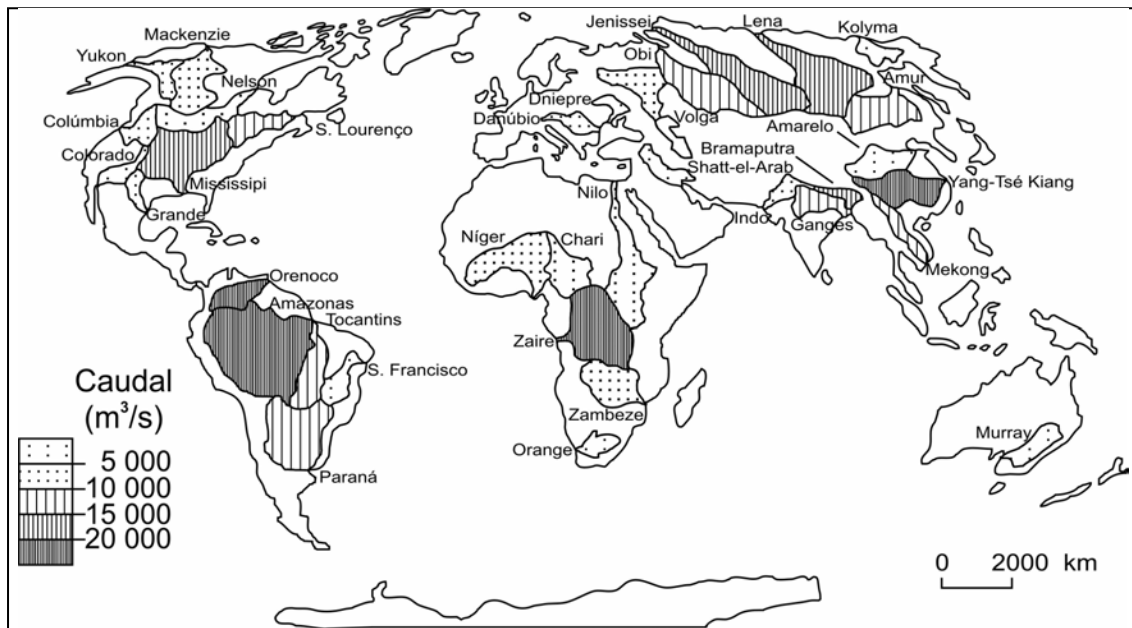 Mackenzie
Yukon
Nelson
Colúmbia
S. Lourenço
Colorado
Mississipi
Grande
Orenoco
Amazonas
Tocantins
S. Francisco
Paraná
Jenissei
Lena
Kolyma
Obi
Amur
Dniepre
Danúbio
Volga
Amarelo
Bramaputra
Shatt-el-Arab
Yang-Tsé Kiang
Nilo
Indo
Ganges
Mekong
Níger
Chari
Zaire
Zambeze
Orange
Murray
Caudal
(m³/s)
5 000
10 000
15 000
20 000
0 2000 km